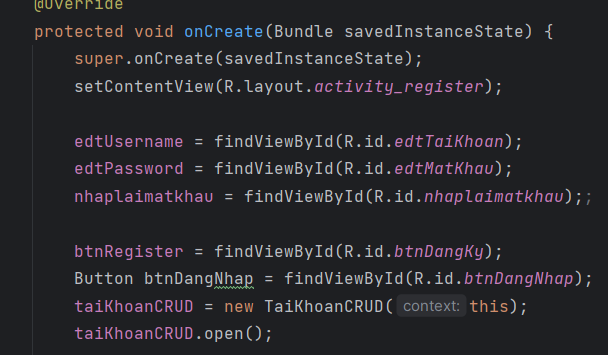 @Override
protected void onCreate(Bundle savedInstanceState) {
super.onCreate(savedInstanceState);
setContentView(R.layout.activity_register);
edtUsername = findViewById(R.id.edtTaiKhoan);
edtPassword = findViewById(R.id.edtMatKhau);
nhaplaimatkhau = findViewById(R.id.nhaplaimatkhau);;
btnRegister = findViewById(R.id.btnDangKy);
Button btnDangNhap = findViewById(R.id.btnDangNhap);
taiKhoanCRUD = new TaiKhoanCRUD( context: this);
taiKhoanCRUD.open();